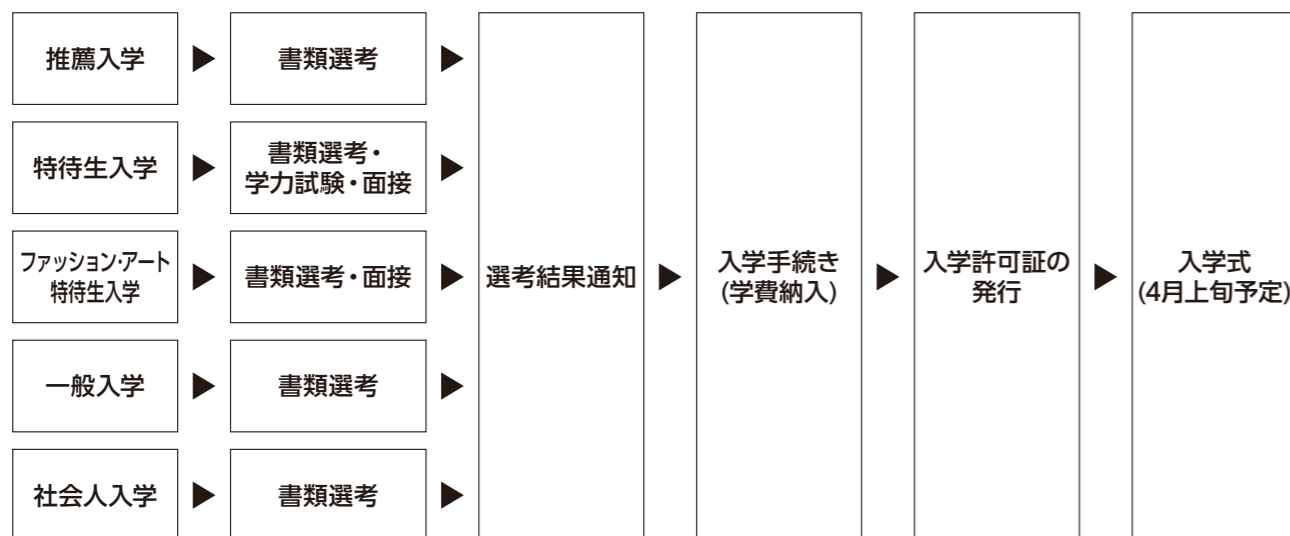 推薦入学
書類選考
特待生入学
書類選考・
学力試験・面接
ファッション・アート
特待生入学
書類選考・面接
一般入学
書類選考
社会人入学
書類選考
選考結果通知
入学手続き
(学費納入)
入学許可証の
発行
入学式
(4月上旬予定)